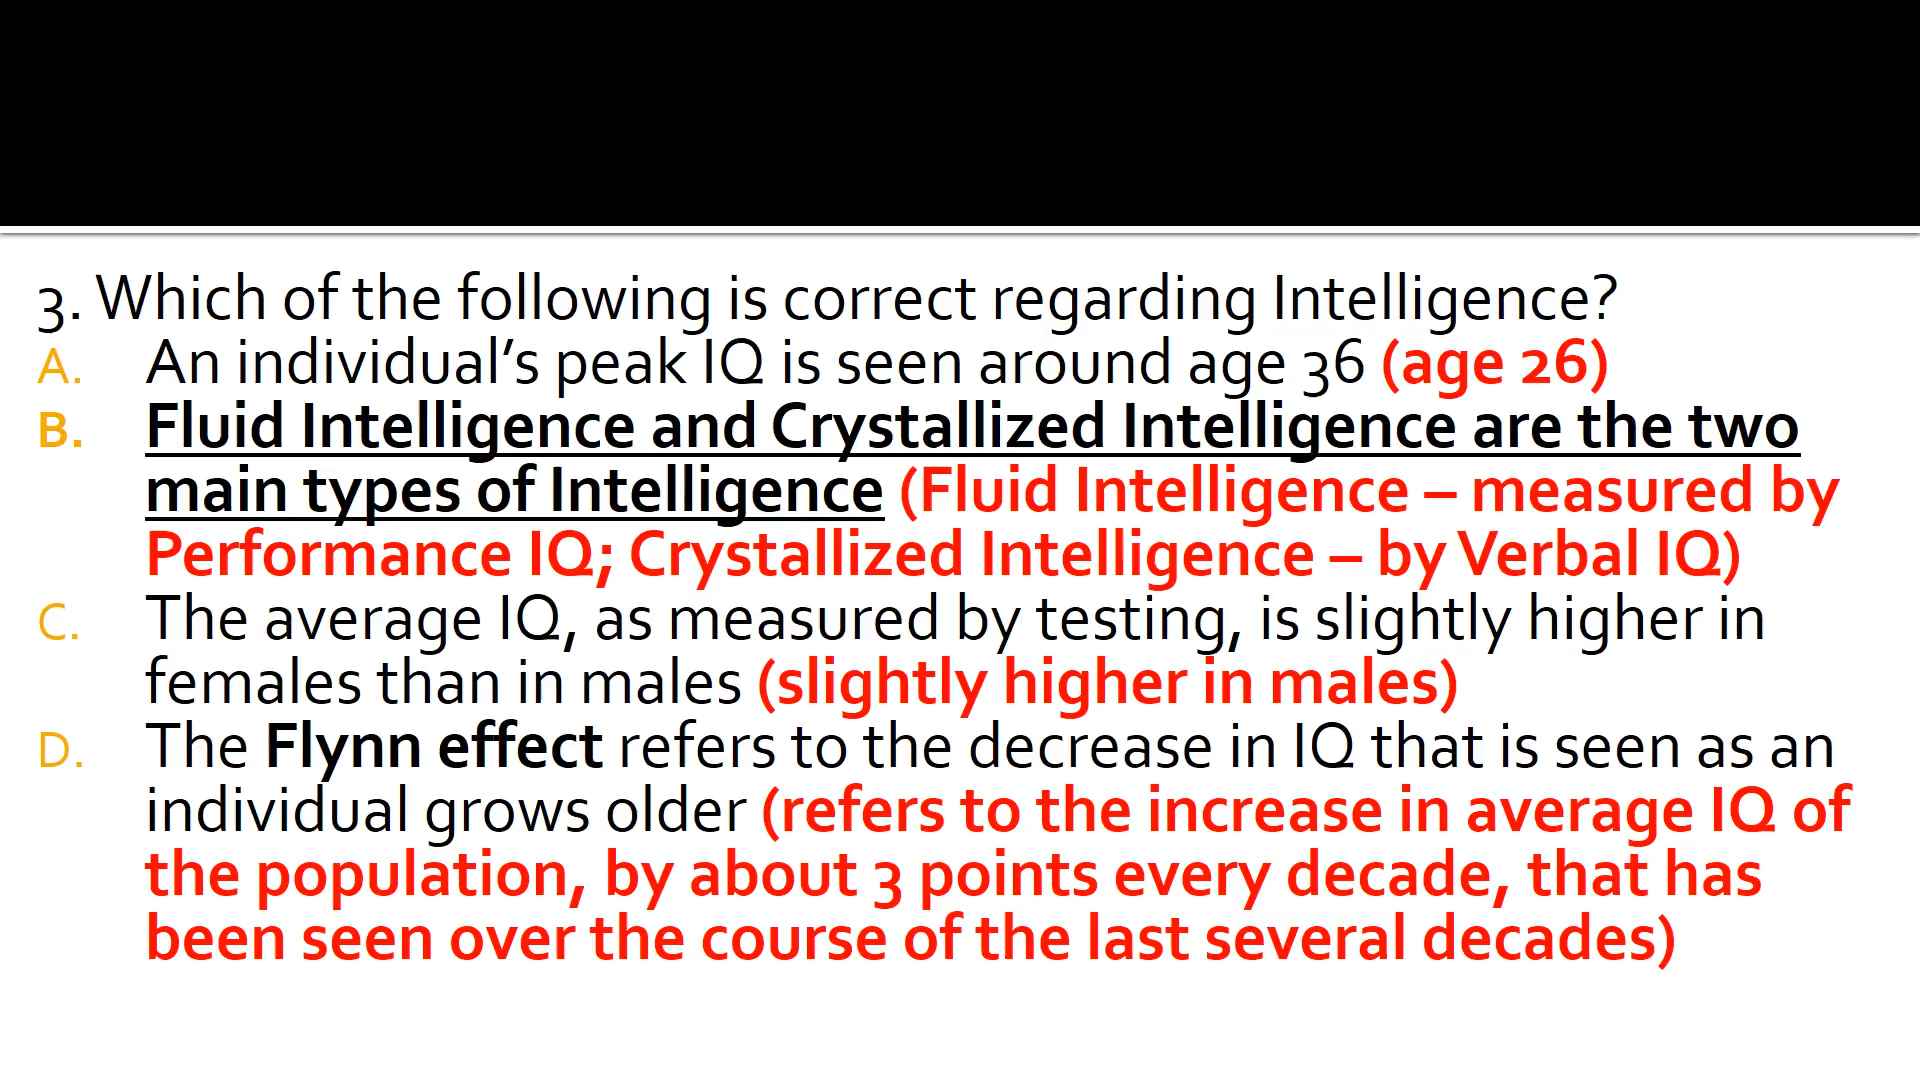 3. Which of the following is correct regarding Intelligence?
A. An individual’s peak IQ is seen around age 36 (age 26)
B. Fluid Intelligence and Crystallized Intelligence are the two
main types of Intelligence (Fluid Intelligence – measured by
Performance IQ; Crystallized Intelligence – by Verbal IQ)
C. The average IQ, as measured by testing, is slightly higher in
females than in males (slightly higher in males)
D. The Flynn effect refers to the decrease in IQ that is seen as an
individual grows older (refers to the increase in average IQ of
the population, by about 3 points every decade, that has
been seen over the course of the last several decades)